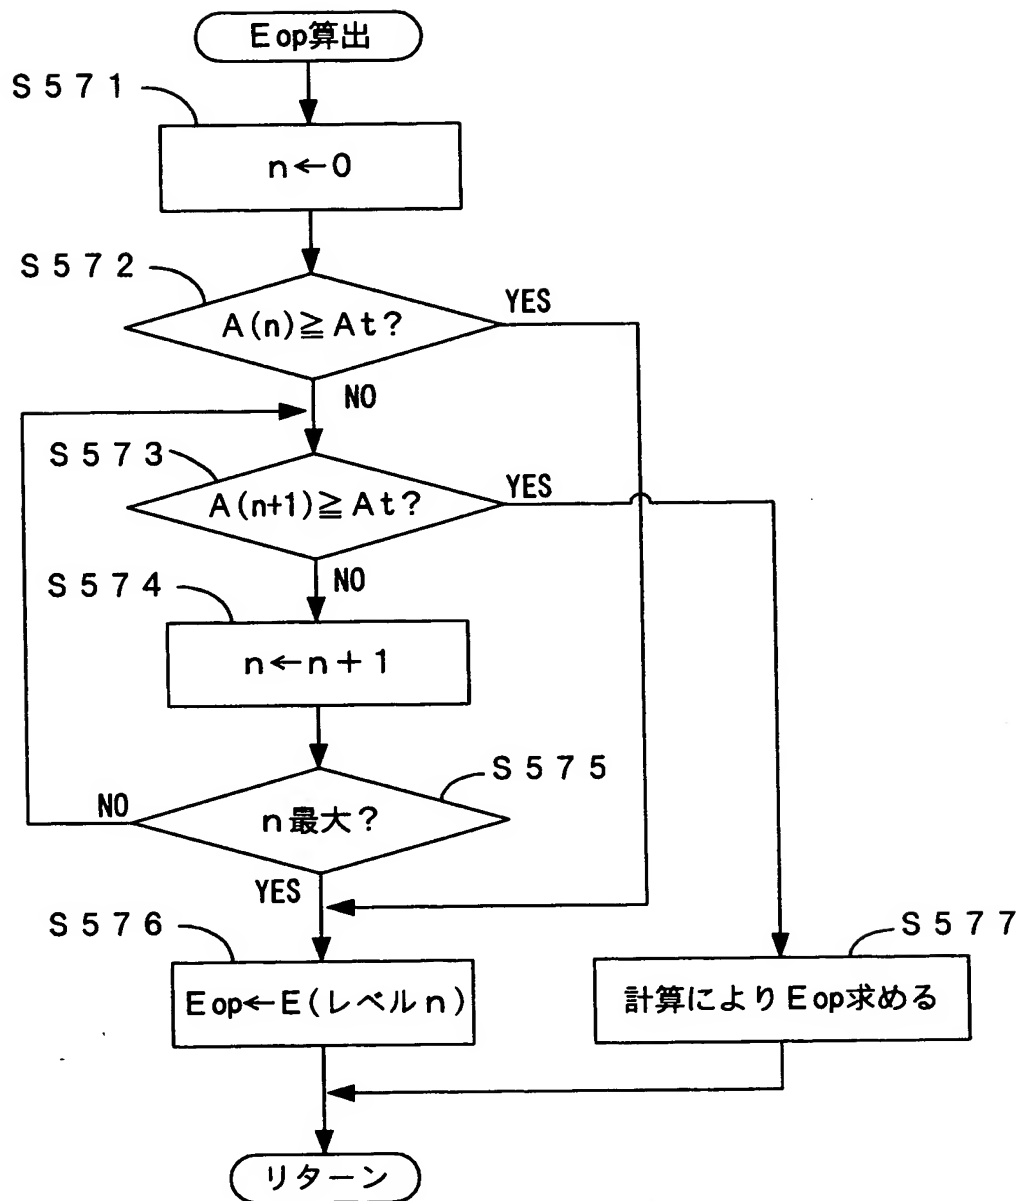 Eop算出
S571
n←0
S572
A(n)≧At?
YES
NO
S573
A(n+1)≧At?
YES
NO
S574
n←n+1
S575
n最大?
NO
YES
S576
Eop←E(レベルn)
S577
計算によりEop求める
リターン